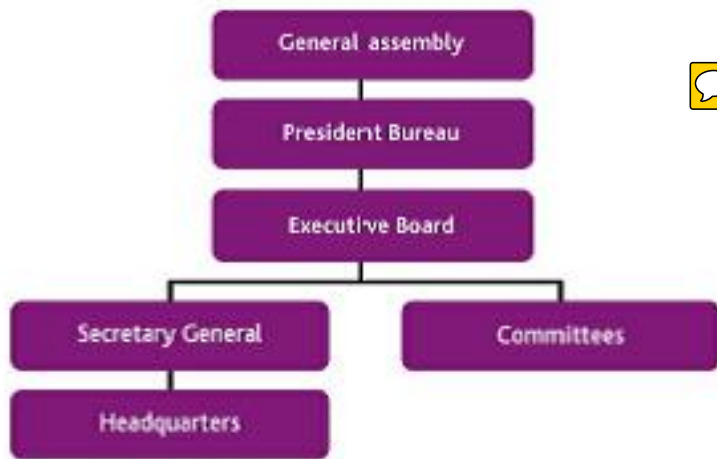 General assembly
President Bureau
Executive Board
Secretary General
Committees
Headquarters